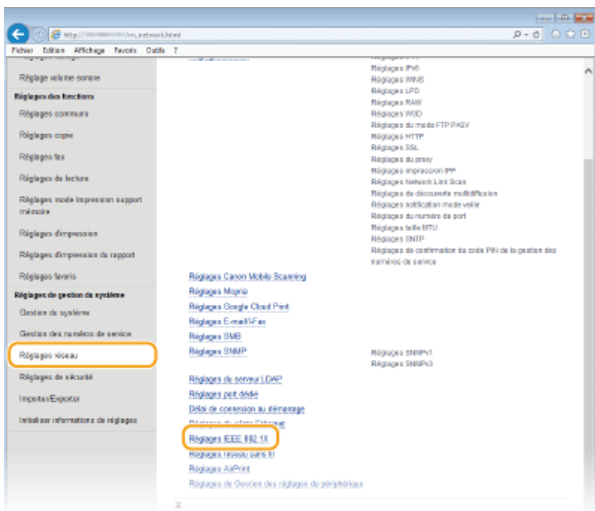 http://
/m_network.html
Fichier Edition Affichage Favoris Outils ?
Réglage volume sonore
Réglages des fonctions
Réglages communs
Réglages copie
Réglages fax
Réglages de lecture
Réglages mode impression support
mémoire
Réglages d'impression
Réglages d'impression du rapport
Réglages favoris
Réglages de gestion du système
Gestion du système
Gestion des numéros de service
Réglages réseau
Réglages de sécurité
Importer/Exporter
Initialiser informations de réglages
Réglages IPv6
Réglages WINS
Réglages LPD
Réglages RAW
Réglages WSD
Réglages du mode FTP PASV
Réglages HTTP
Réglages SSL
Réglages du proxy
Réglages impression IPP
Réglages Network Link Scan
Réglages de découverte multidiffusion
Réglages notification mode veille
Réglages du numéro de port
Réglages taille MTU
Réglages SNTP
Réglages de confirmation du code PIN de la gestion des
numéros de service
Réglages Canon Mobile Scanning
Réglages Mopria
Réglages Google Cloud Print
Réglages E-mail/I-Fax
Réglages SMB
Réglages SNMP
Réglages SNMPv1
Réglages SNMPv3
Réglages du serveur LDAP
Réglages port dédié
Délai de connexion au démarrage
Réglages du pilote Ethernet
Réglages IEEE 802.1X
Réglages réseau sans fil
Réglages AirPrint
Réglages de Gestion des réglages de périphérique